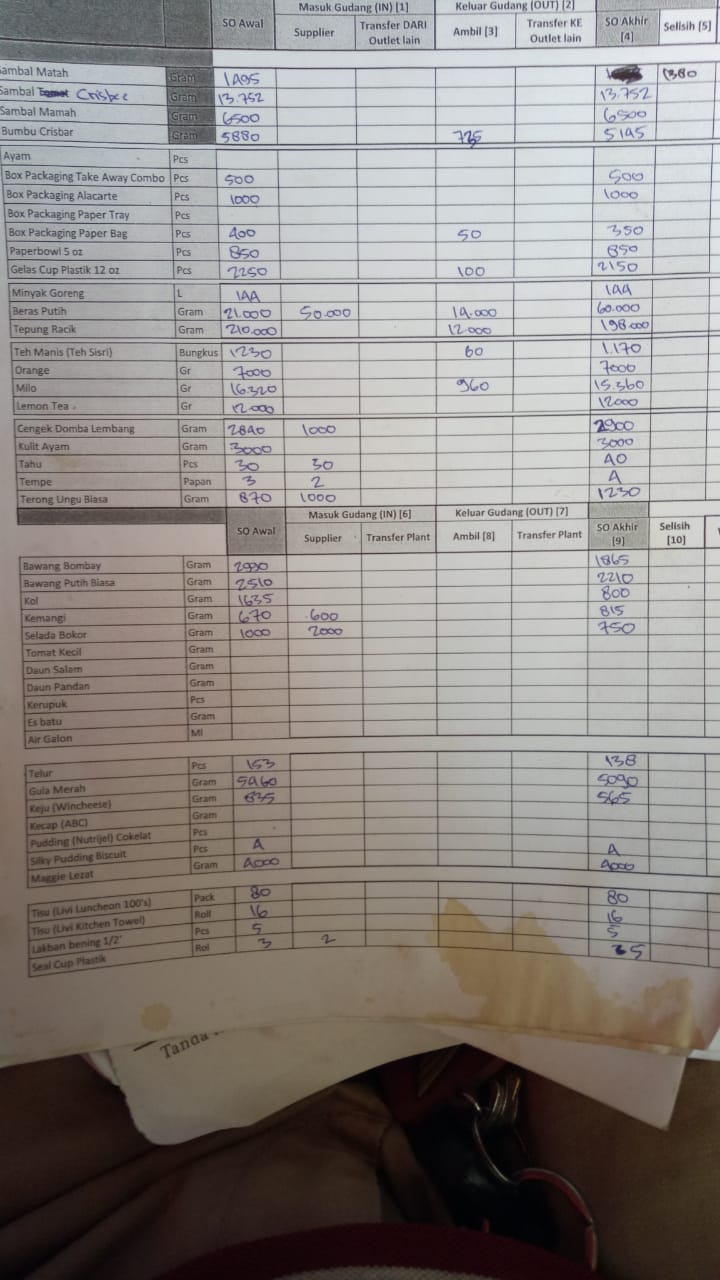 SO Awal Masuk Gudang (IN) [1] Keluar Gudang (OUT) [2] SO Akhir [4] Selisih [5]
Supplier Transfer DARI Outlet lain Ambil [3] Transfer KE Outlet lain
Sambal Matah Gram 1495 1380
Sambal Crisbee Gram 13.752 13.752
Sambal Mamah Gram 6500 6500
Bumbu Crisbar Gram 5880 735 5145
Ayam Pcs
Box Packaging Take Away Combo Pcs 500 500
Box Packaging Alacarte Pcs 1000 1000
Box Packaging Paper Tray Pcs
Box Packaging Paper Bag Pcs 400 50 350
Paperbowl 5 oz Pcs 850 850
Gelas Cup Plastik 12 oz Pcs 2250 100 2150
Minyak Goreng L 144 144
Beras Putih Gram 21.000 50.000 14.000 60.000
Tepung Racik Gram 210.000 12000 198.000
Teh Manis (Teh Sisri) Bungkus 1230 60 1.170
Orange Gr 7000 7000
Milo Gr 16.320 960 15.360
Lemon Tea Gr 12.000 12000
Cengek Domba Lembang Gram 2840 1000 2900
Kulit Ayam Gram 3000 3000
Tahu Pcs 30 30 40
Tempe Papan 3 2 4
Terong Ungu Biasa Gram 870 1000 1230
SO Awal Masuk Gudang (IN) [6] Keluar Gudang (OUT) [7] SO Akhir [9] Selisih [10]
Supplier Transfer Plant Ambil [8] Transfer Plant
Bawang Bombay Gram 2930 1865
Bawang Putih Biasa Gram 2510 2210
Kol Gram 1635 800
Kemangi Gram 670 600 815
Selada Bokor Gram 1000 2000 750
Tomat Kecil Gram
Daun Salam Gram
Daun Pandan Gram
Kerupuk Pcs
Es batu Gram
Air Galon Ml
Telur Pcs 153 138
Gula Merah Gram 5460 5090
Keju (Wincheese) Gram 835 565
Kecap (ABC) Gram
Pudding (Nutrijel) Cokelat Pcs
Silky Pudding Biscuit Pcs 4 4
Maggie Lezat Gram 4000 4000
Tisu (Livi Luncheon 100's) Pack 80 80
Tisu (Livi Kitchen Towel) Roll 16 16
Lakban bening 1/2' Pcs 5 5
Seal Cup Plastik Rol 3 2 5
Tanda